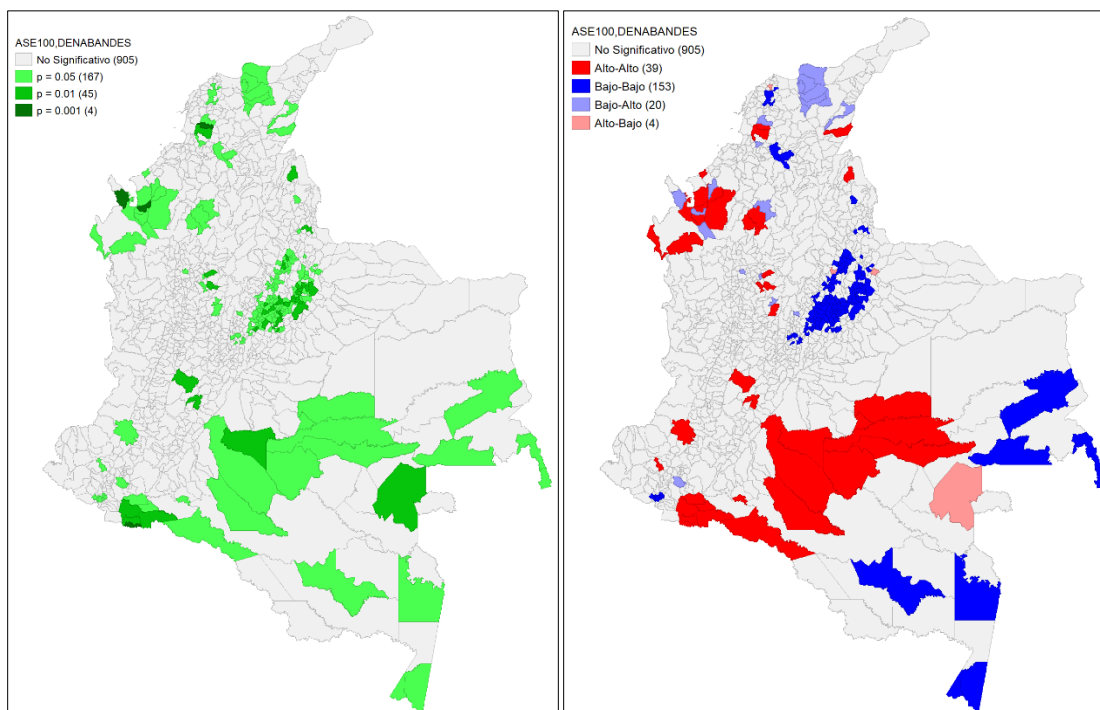 ASE100,DENABANDES
No Significativo (905)
p = 0.05 (167)
p = 0.01 (45)
p = 0.001 (4)
ASE100,DENABANDES
No Significativo (905)
Alto-Alto (39)
Bajo-Bajo (153)
Bajo-Alto (20)
Alto-Bajo (4)